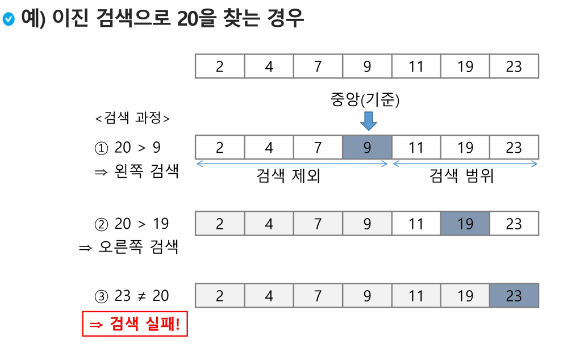 예) 이진 검색으로 20을 찾는 경우
2 4 7 9 11 19 23
중앙(기준)
<검색 과정>
① 20 > 9
⇒ 왼쪽 검색
2 4 7 9 11 19 23
검색 제외 검색 범위
② 20 > 19
⇒ 오른쪽 검색
2 4 7 9 11 19 23
③ 23 ≠ 20
⇒ 검색 실패!
2 4 7 9 11 19 23